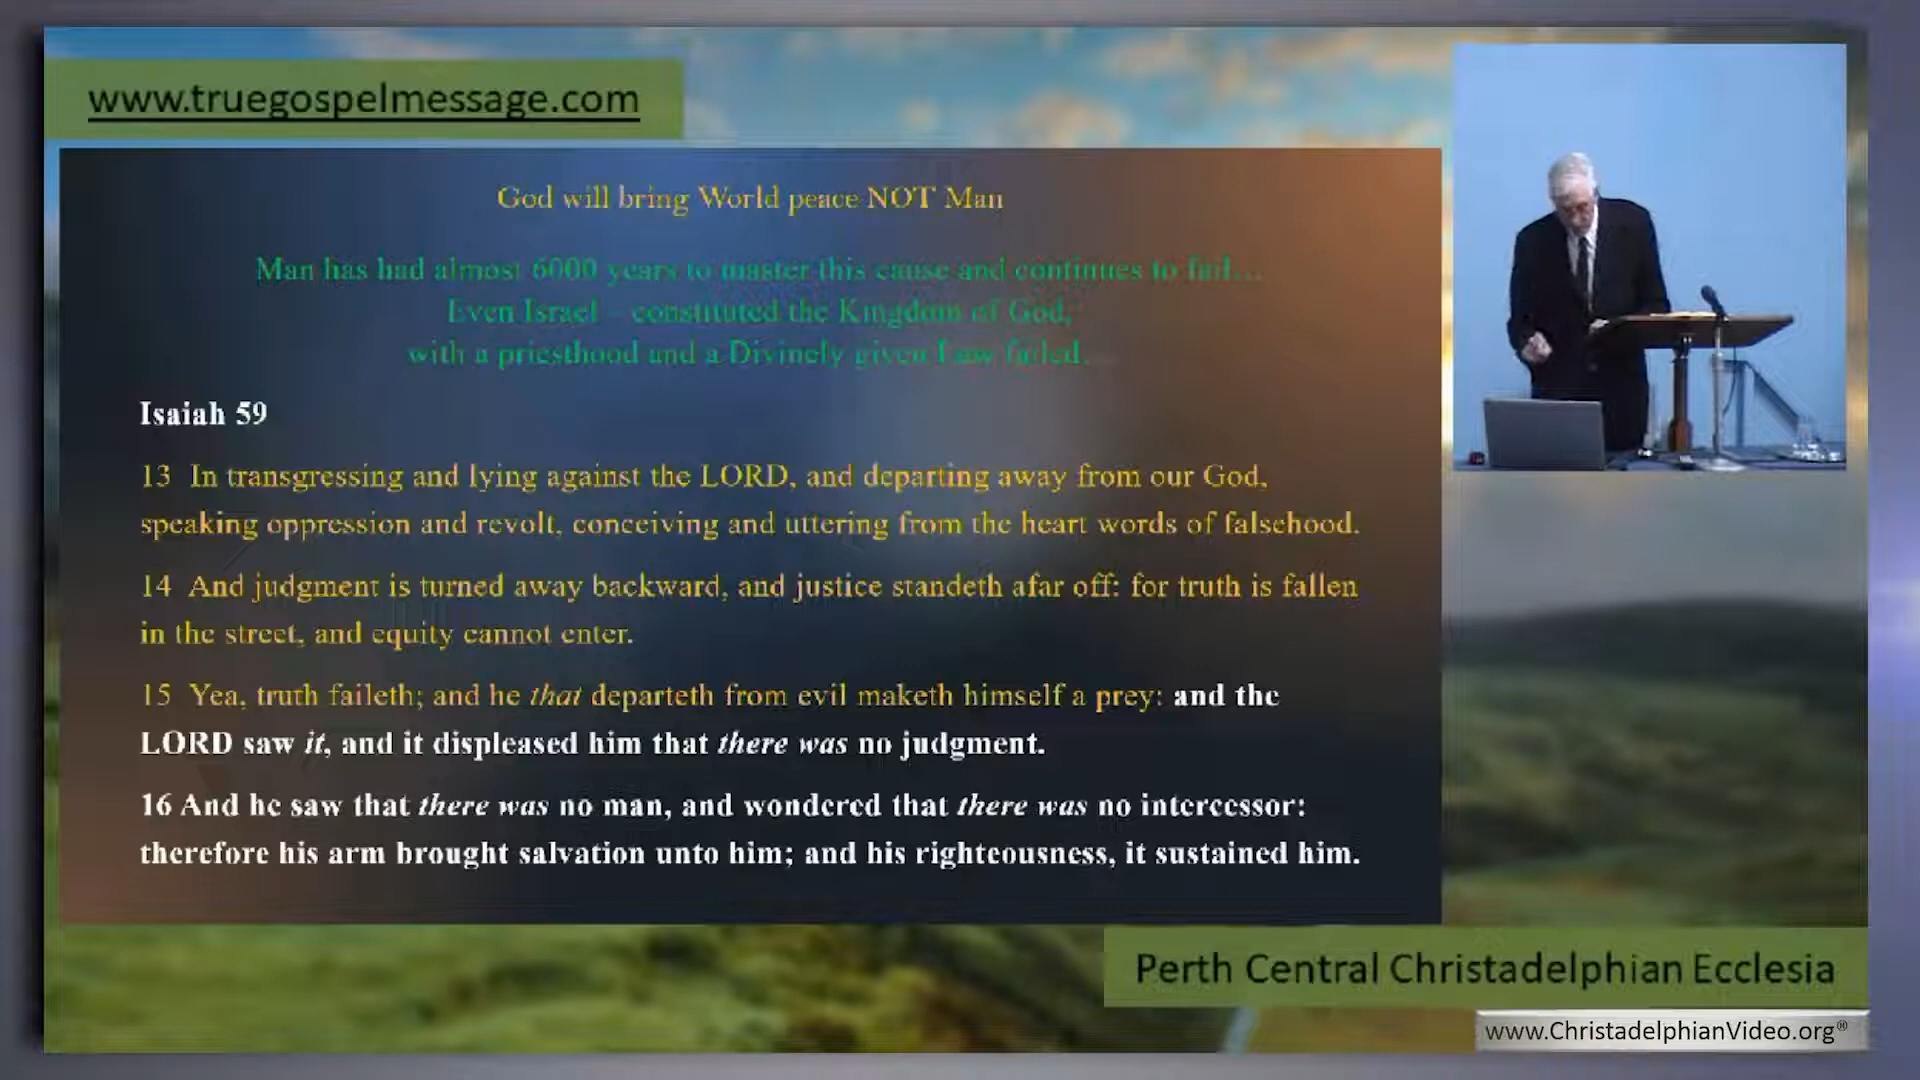 www.truegospelmessage.com
God will bring World peace NOT Man
Man has had almost 6000 years to master this cause and continues to fail...
Even Israel – constituted the Kingdom of God,
with a priesthood and a Divinely given Law failed...
Isaiah 59
13 In transgressing and lying against the LORD, and departing away from our God,
speaking oppression and revolt, conceiving and uttering from the heart words of falsehood.
14 And judgment is turned away backward, and justice standeth afar off: for truth is fallen
in the street, and equity cannot enter.
15 Yea, truth faileth; and he that departeth from evil maketh himself a prey: and the
LORD saw it, and it displeased him that there was no judgment.
16 And he saw that there was no man, and wondered that there was no intercessor:
therefore his arm brought salvation unto him; and his righteousness, it sustained him.
Perth Central Christadelphian Ecclesia
www.ChristadelphianVideo.org®